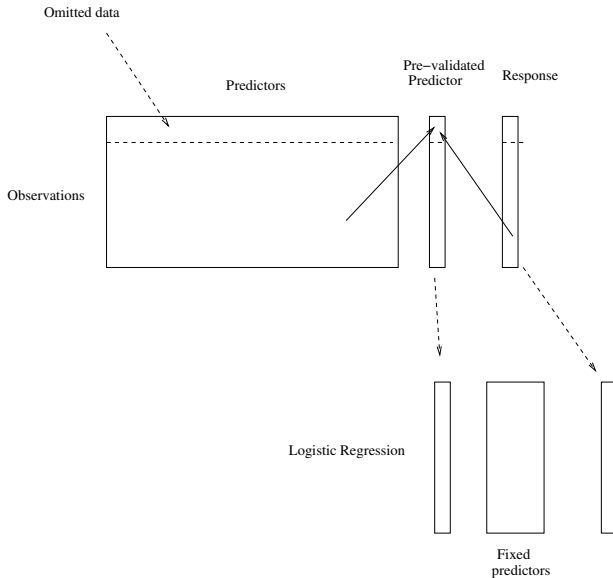 Omitted data
Pre−validated
Predictor
Response
Predictors
Observations
Logistic Regression
Fixed
predictors